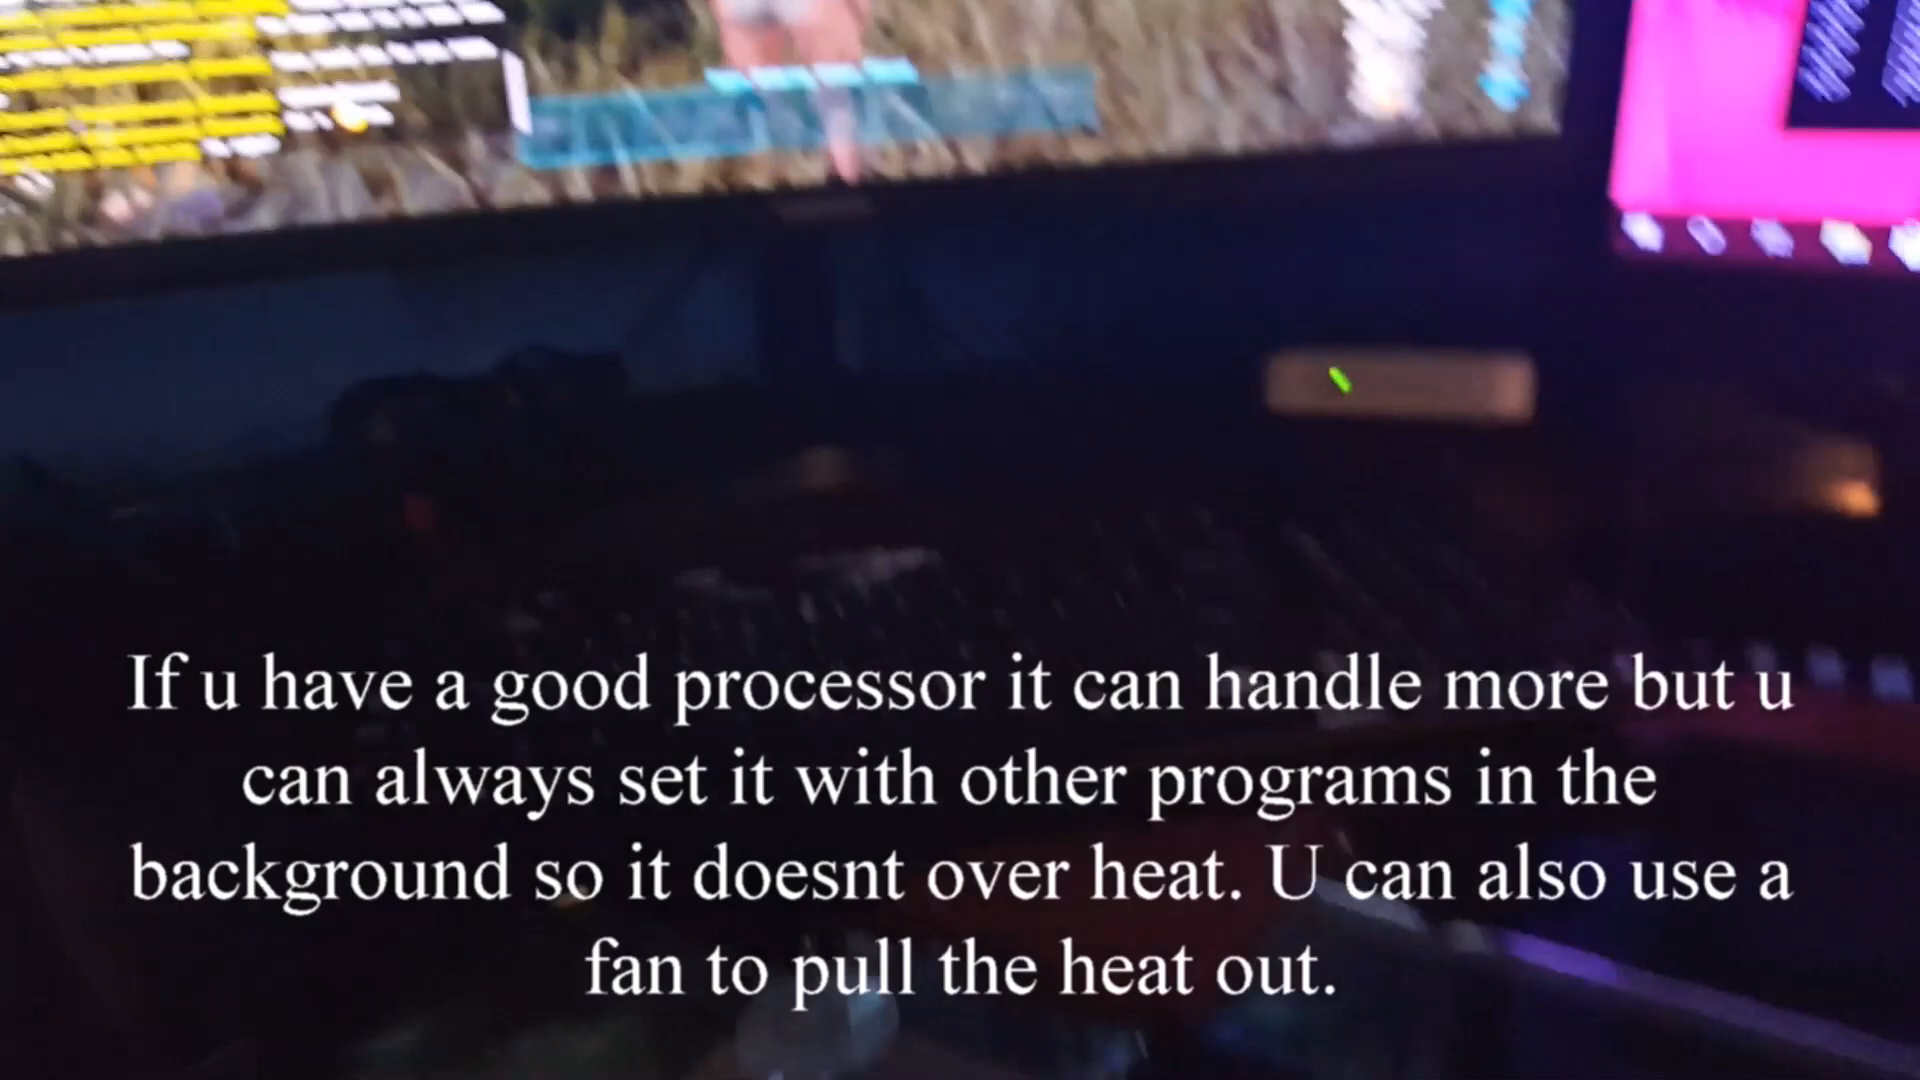 If u have a good processor it can handle more but u
can always set it with other programs in the
background so it doesnt over heat. U can also use a
fan to pull the heat out.